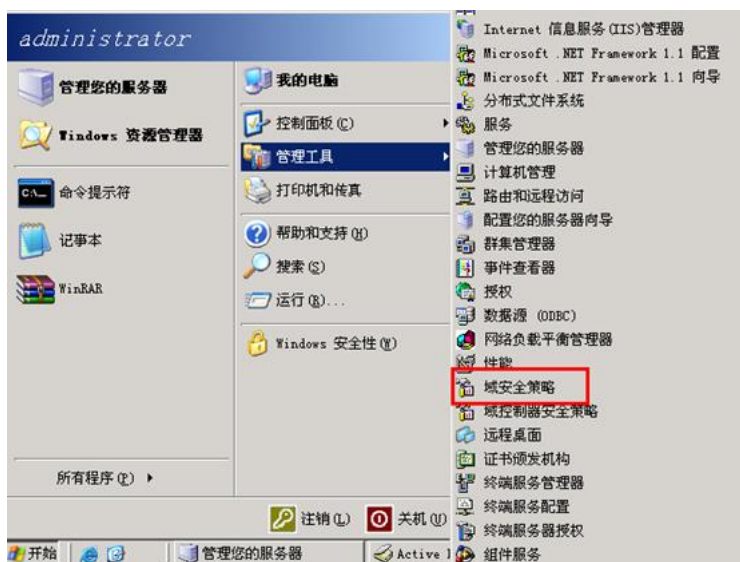 administrator
管理您的服务器
Windows 资源管理器
命令提示符
记事本
WinRAR
所有程序(P)
我的电脑
控制面板(C)
管理工具
打印机和传真
帮助和支持(H)
搜索(S)
运行(R)...
Windows 安全性(W)
注销(L)
关机(U)
开始
管理您的服务器
Active
Internet 信息服务(IIS)管理器
Microsoft .NET Framework 1.1 配置
Microsoft .NET Framework 1.1 向导
分布式文件系统
服务
管理您的服务器
计算机管理
路由和远程访问
配置您的服务器向导
群集管理器
事件查看器
授权
数据源 (ODBC)
网络负载平衡管理器
性能
域安全策略
域控制器安全策略
远程桌面
证书颁发机构
终端服务管理器
终端服务配置
终端服务器授权
组件服务